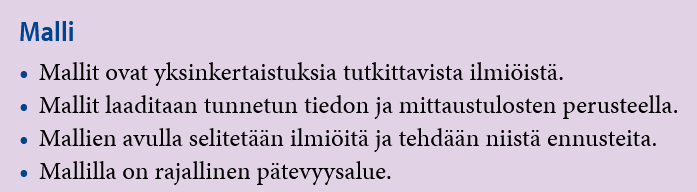 Malli
• Mallit ovat yksinkertaistuksia tutkittavista ilmiöistä.
• Mallit laaditaan tunnetun tiedon ja mittaustulosten perusteella.
• Mallien avulla selitetään ilmiöitä ja tehdään niistä ennusteita.
• Mallilla on rajallinen pätevyysalue.